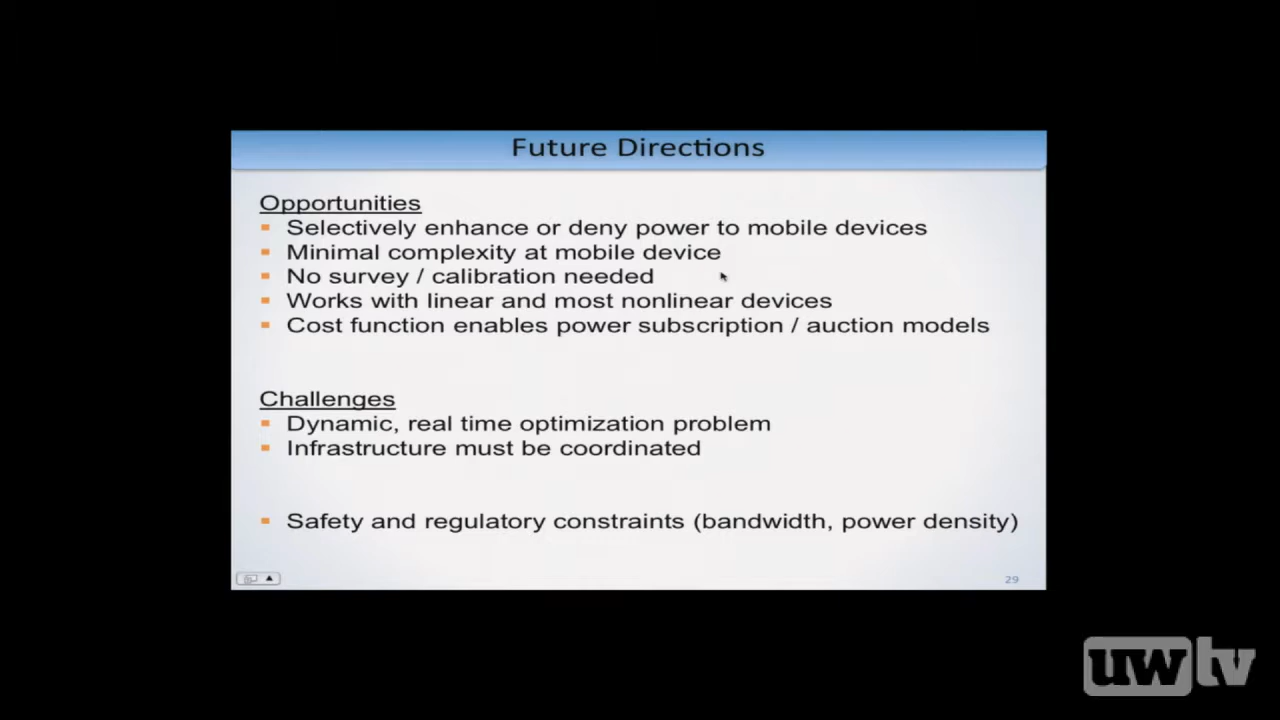 Future Directions
Opportunities
Selectively enhance or deny power to mobile devices
Minimal complexity at mobile device
No survey / calibration needed
Works with linear and most nonlinear devices
Cost function enables power subscription / auction models
Challenges
Dynamic, real time optimization problem
Infrastructure must be coordinated
Safety and regulatory constraints (bandwidth, power density)
29
uwtv